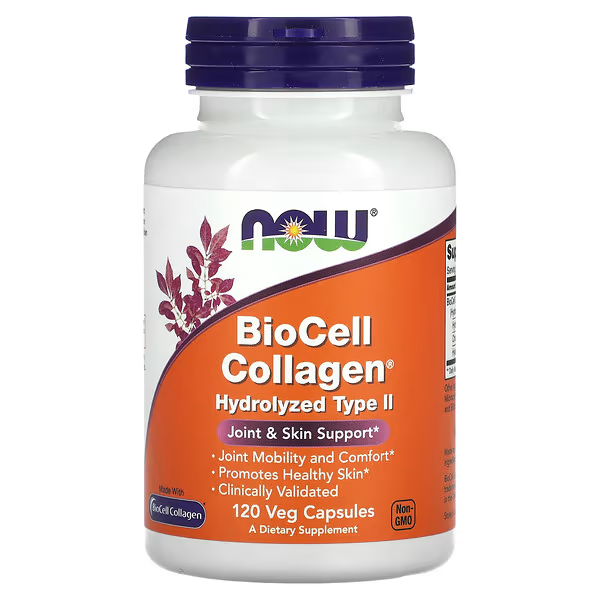 NOW®
BioCell
Collagen®
Hydrolyzed Type II
Joint & Skin Support*
• Joint Mobility and Comfort*
• Promotes Healthy Skin*
• Clinically Validated
Made With
BioCell Collagen
120 Veg Capsules
A Dietary Supplement
Non-
GMO